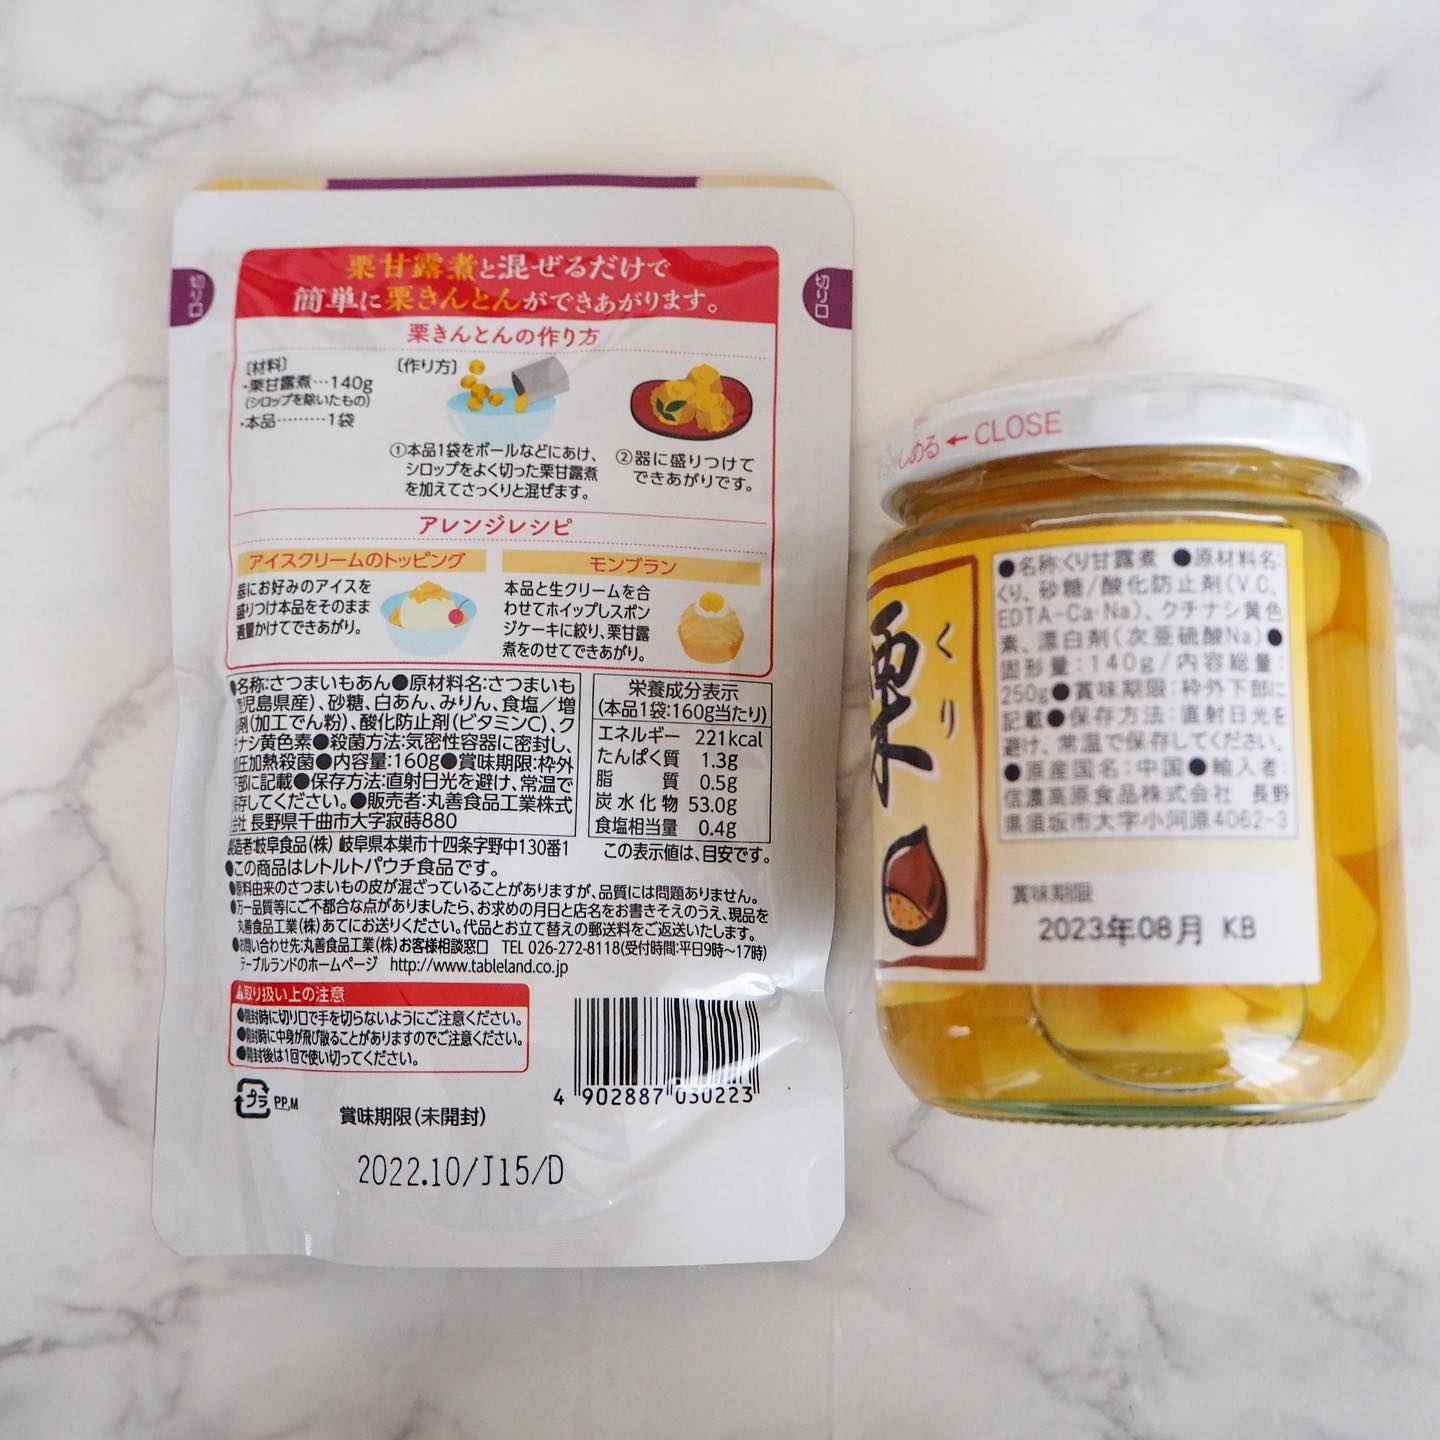 切り口
切り口
栗甘露煮と混ぜるだけで
簡単に栗きんとんができあがります。
栗きんとんの作り方
〔材料〕
・栗甘露煮…140g
(シロップを除いたもの)
・本品………1袋
〔作り方〕
①本品1袋をボールなどにあけ、
シロップをよく切った栗甘露煮
を加えてさっくりと混ぜます。
②器に盛りつけて
できあがりです。
アレンジレシピ
アイスクリームのトッピング
器にお好みのアイスを
盛りつけ本品をそのまま
適量かけてできあがり。
モンブラン
本品と生クリームを合
わせてホイップしスポン
ジケーキに絞り、栗甘露
煮をのせてできあがり。
●名称:さつまいもあん●原材料名:さつまいも
鹿児島県産)、砂糖、白あん、みりん、食塩/増
剤(加工でん粉)、酸化防止剤(ビタミンC)、ク
チナシ黄色素●殺菌方法:気密性容器に密封し、
加圧加熱殺菌●内容量:160g●賞味期限:枠外
下部に記載●保存方法:直射日光を避け、常温で
保存してください。●販売者:丸善食品工業株式
会社 長野県千曲市大字寂蒔880
製造者:岐阜食品(株) 岐阜県本巣市十四条字野中130番1
栄養成分表示
(本品1袋:160g当たり)
エネルギー 221kcal
たんぱく質 1.3g
脂質 0.5g
炭水化物 53.0g
食塩相当量 0.4g
この表示値は、目安です。
●この商品はレトルトパウチ食品です。
●原料由来のさつまいもの皮が混ざっていることがありますが、品質には問題ありません。
●万一品質等にご不都合な点がありましたら、お求めの月日と店名をお書きそえのうえ、現品を
丸善食品工業(株)あてにお送りください。代品とお立て替えの郵送料をご返送いたします。
●お問い合わせ先:丸善食品工業(株)お客様相談窓口 TEL 026-272-8118(受付時間:平日9時〜17時)
テーブルランドのホームページ http://www.tableland.co.jp
取り扱い上の注意
●開封時に切り口で手を切らないようにご注意ください。
●開封時に中身が飛び散ることがありますのでご注意ください。
●開封後は1回で使い切ってください。
プラ PP,M
4 902887 030223
賞味期限(未開封)
2022.10/J15/D
しめる ← CLOSE
栗
くり
●名称:くり甘露煮 ●原材料名:
くり、砂糖/酸化防止剤(V.C、
EDTA-Ca・Na)、クチナシ黄色
素、漂白剤(次亜硫酸Na)●
固形量:140g/内容総量:
250g●賞味期限:枠外下部に
記載●保存方法:直射日光を
避け、常温で保存してください。
●原産国名:中国●輸入者:
信濃高原食品株式会社 長野
県須坂市大字小河原4062-3
賞味期限
2023年08月 KB